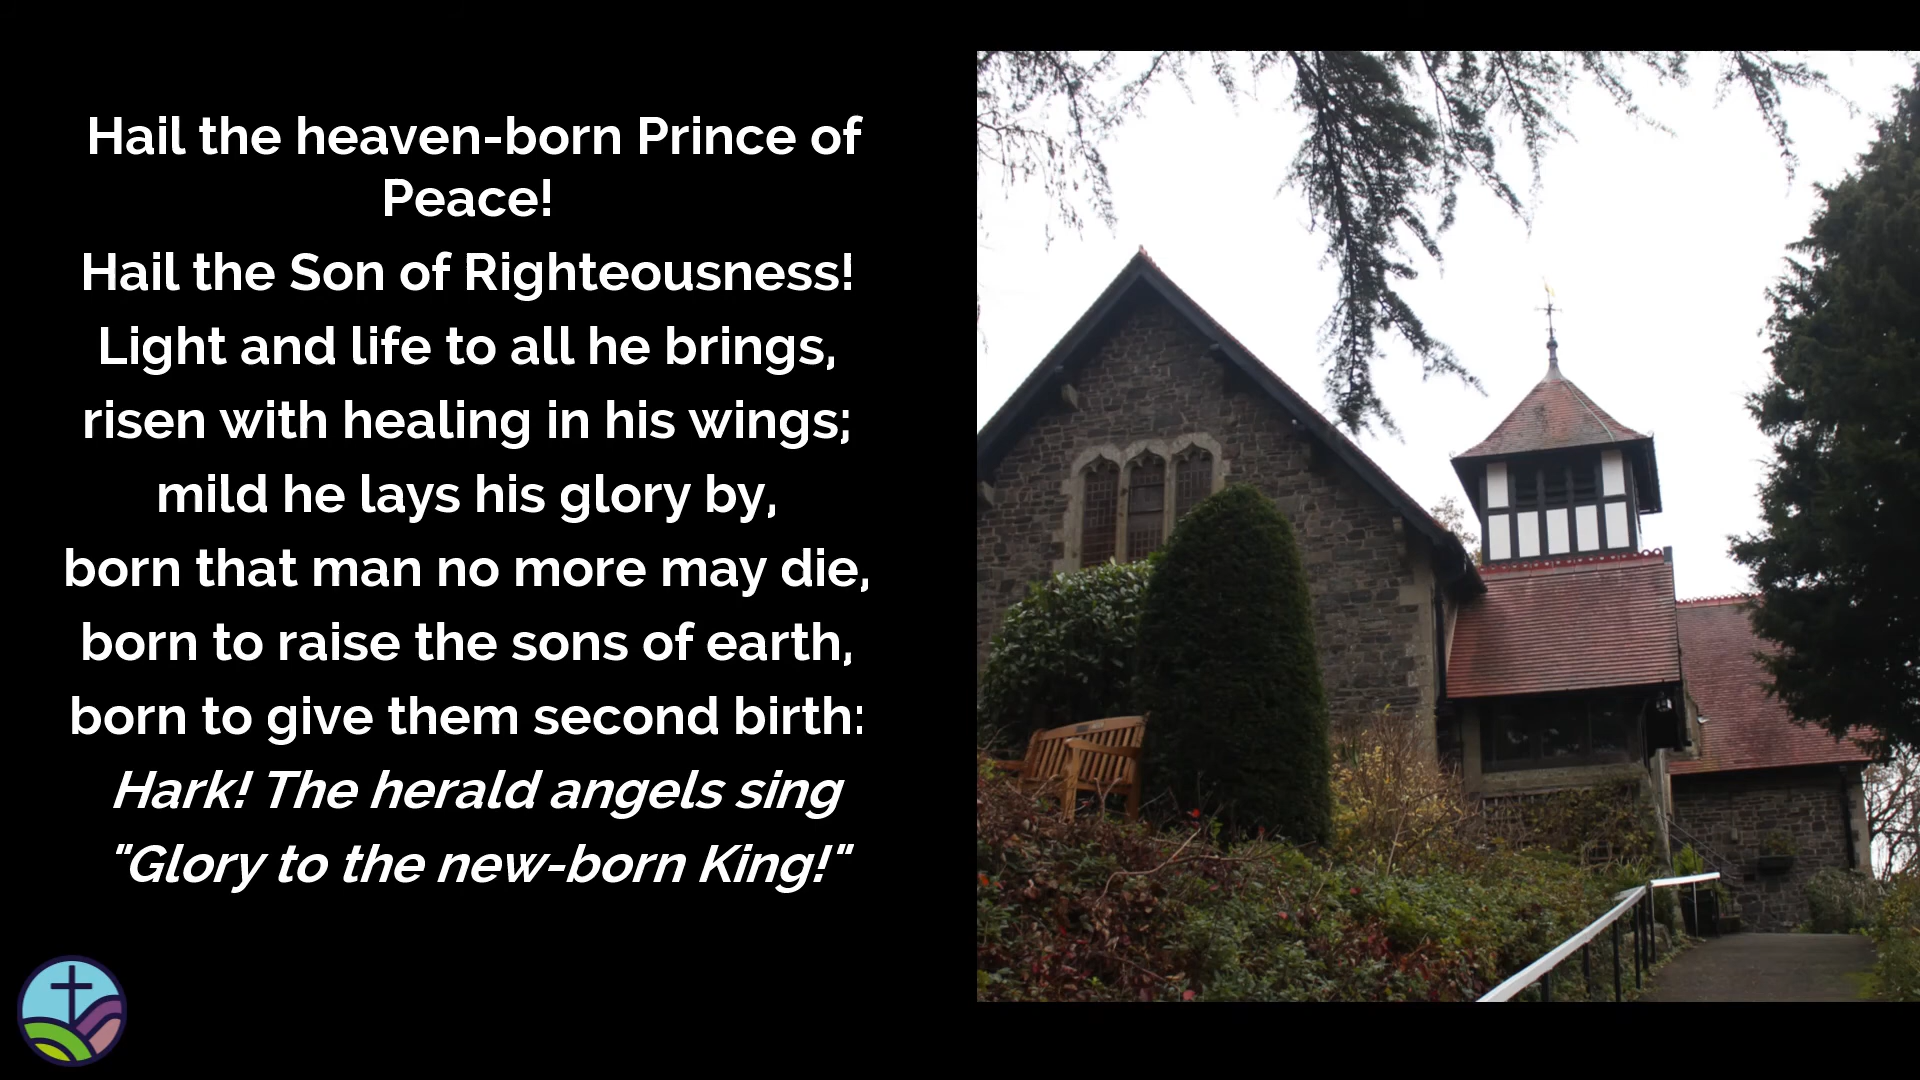 Hail the heaven-born Prince of
Peace!
Hail the Son of Righteousness!
Light and life to all he brings,
risen with healing in his wings;
mild he lays his glory by,
born that man no more may die,
born to raise the sons of earth,
born to give them second birth:
Hark! The herald angels sing
"Glory to the new-born King!"